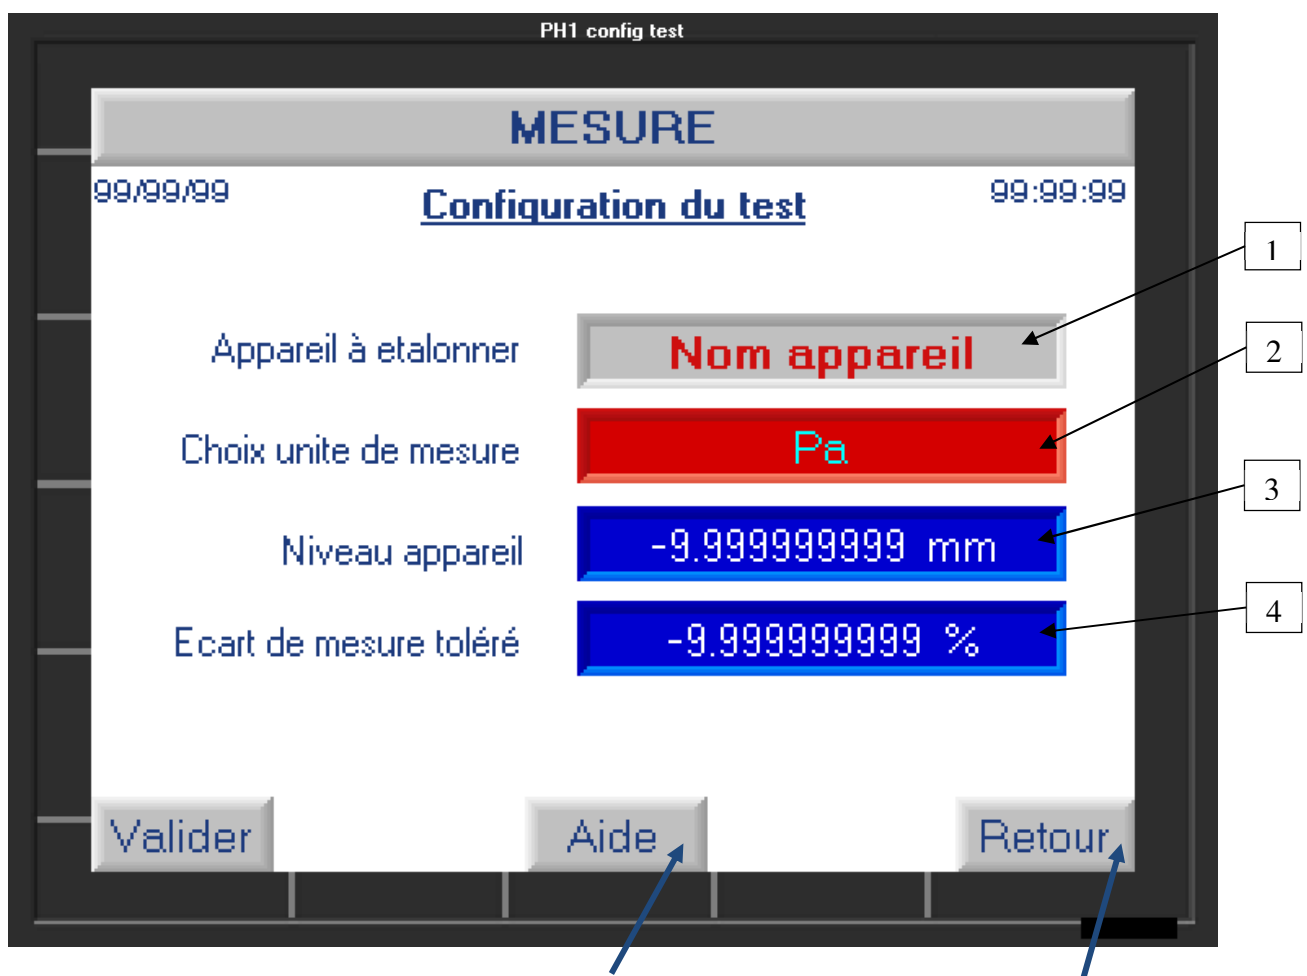 PH1 config test
MESURE
99/99/99
Configuration du test
99:99:99
1
Appareil à etalonner
Nom appareil
2
Choix unite de mesure
Pa
3
Niveau appareil
-9.999999999 mm
4
Ecart de mesure toléré
-9.999999999 %
Valider
Aide
Retour